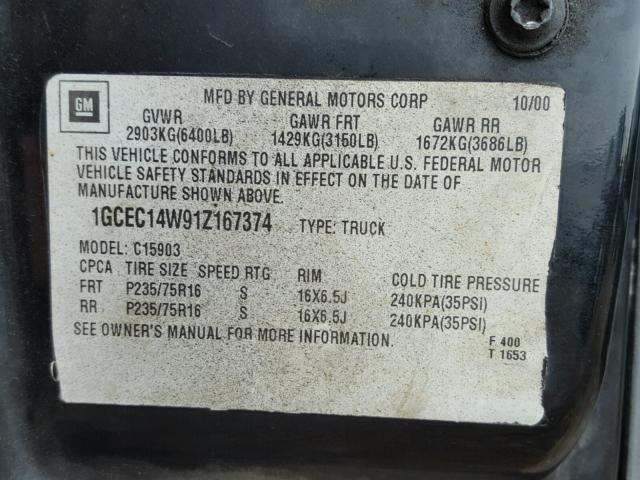 GM
MFD BY GENERAL MOTORS CORP 10/00
GVWR GAWR FRT GAWR RR
2903KG(6400LB) 1429KG(3150LB) 1672KG(3686LB)
THIS VEHICLE CONFORMS TO ALL APPLICABLE U.S. FEDERAL MOTOR
VEHICLE SAFETY STANDARDS IN EFFECT ON THE DATE OF
MANUFACTURE SHOWN ABOVE.
1GCEC14W91Z167374 TYPE: TRUCK
MODEL: C15903
CPCA TIRE SIZE SPEED RTG RIM COLD TIRE PRESSURE
FRT P235/75R16 S 16X6.5J 240KPA(35PSI)
RR P235/75R16 S 16X6.5J 240KPA(35PSI)
SEE OWNER'S MANUAL FOR MORE INFORMATION.
F 400
T 1653